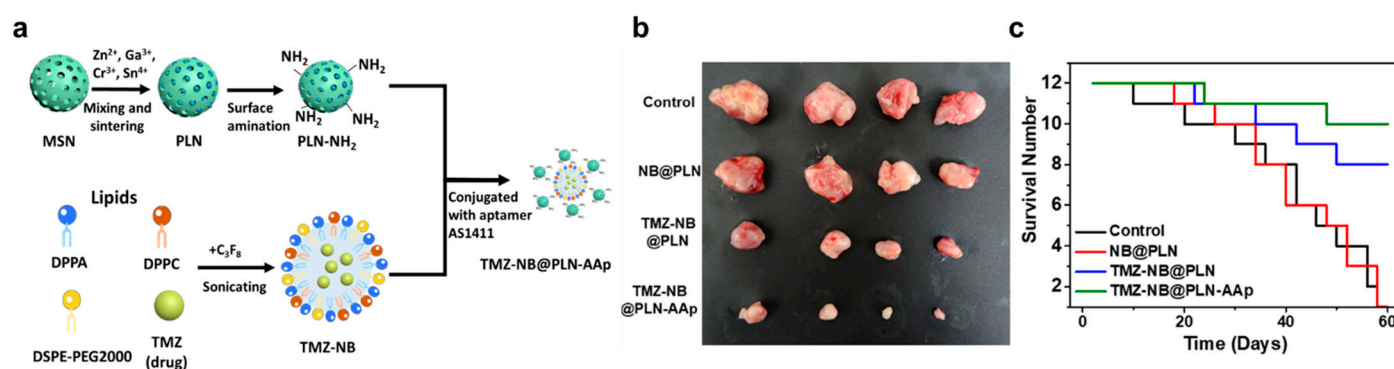 a
Zn2+, Ga3+,
Cr3+, Sn4+
Mixing and
sintering
MSN
PLN
Surface
amination
NH2
NH2
NH2
NH2
PLN-NH2
Lipids
DPPA
DPPC
DSPE-PEG2000
TMZ
(drug)
+C3F8
Sonicating
TMZ-NB
Conjugated
with aptamer
AS1411
TMZ-NB@PLN-AAp
b
Control
NB@PLN
TMZ-NB
@PLN
TMZ-NB
@PLN-AAp
c
Survival Number
12
10
8
6
4
2
Control
NB@PLN
TMZ-NB@PLN
TMZ-NB@PLN-AAp
0
20
40
60
Time (Days)